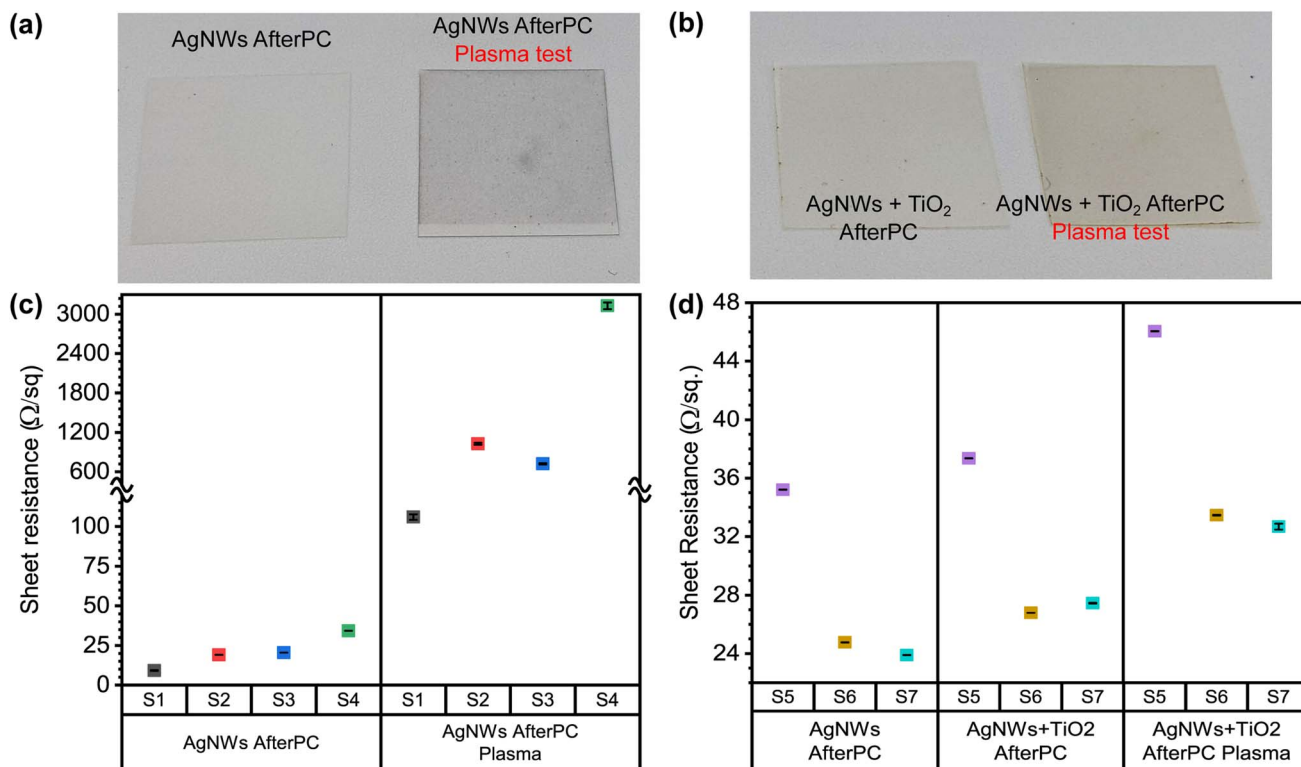 (a)
AgNWs AfterPC
AgNWs AfterPC
Plasma test
(b)
AgNWs + TiO₂
AfterPC
AgNWs + TiO₂ AfterPC
Plasma test
(c)
Sheet resistance (Ω/sq)
3000
2400
1800
1200
600
100
75
50
25
0
S1 S2 S3 S4 S1 S2 S3 S4
AgNWs AfterPC
AgNWs AfterPC
Plasma
(d)
Sheet Resistance (Ω/sq.)
48
44
40
36
32
28
24
S5 S6 S7 S5 S6 S7 S5 S6 S7
AgNWs
AfterPC
AgNWs+TiO2
AfterPC
AgNWs+TiO2
AfterPC Plasma